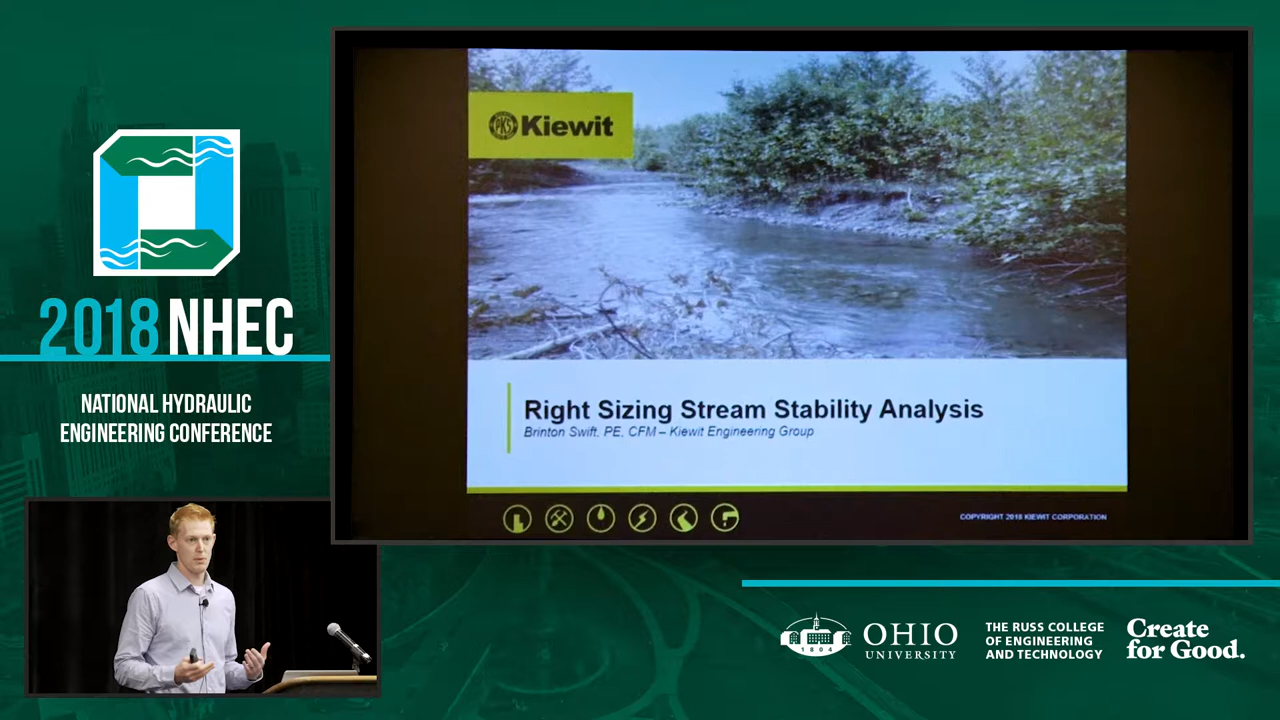 2018 NHEC
NATIONAL HYDRAULIC
ENGINEERING CONFERENCE
PKS Kiewit
Right Sizing Stream Stability Analysis
Brinton Swift, PE, CFM – Kiewit Engineering Group
COPYRIGHT 2018 KIEWIT CORPORATION
1804
OHIO
UNIVERSITY
THE RUSS COLLEGE
OF ENGINEERING
AND TECHNOLOGY
Create
for Good.